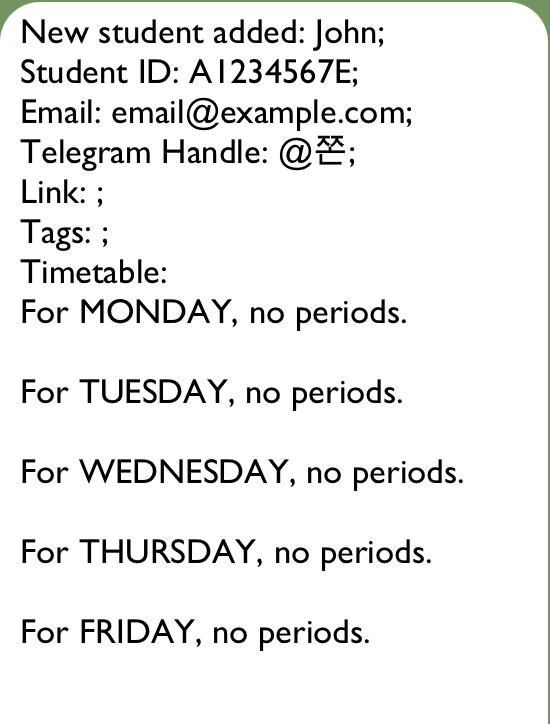 New student added: John;
Student ID: A1234567E;
Email: email@example.com;
Telegram Handle: @쫀;
Link: ;
Tags: ;
Timetable:
For MONDAY, no periods.
For TUESDAY, no periods.
For WEDNESDAY, no periods.
For THURSDAY, no periods.
For FRIDAY, no periods.